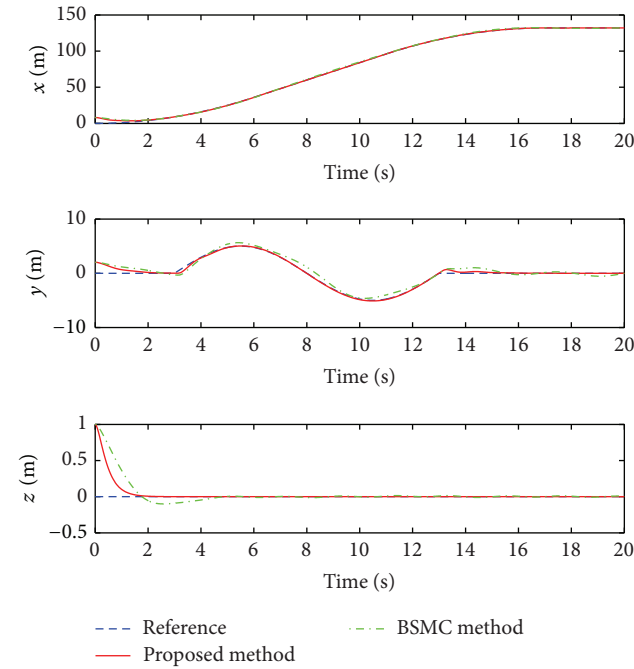 150
100
50
0
x (m)
0 2 4 6 8 10 12 14 16 18 20
Time (s)
10
0
−10
y (m)
0 2 4 6 8 10 12 14 16 18 20
Time (s)
1
0.5
0
−0.5
z (m)
0 2 4 6 8 10 12 14 16 18 20
Time (s)
Reference
BSMC method
Proposed method